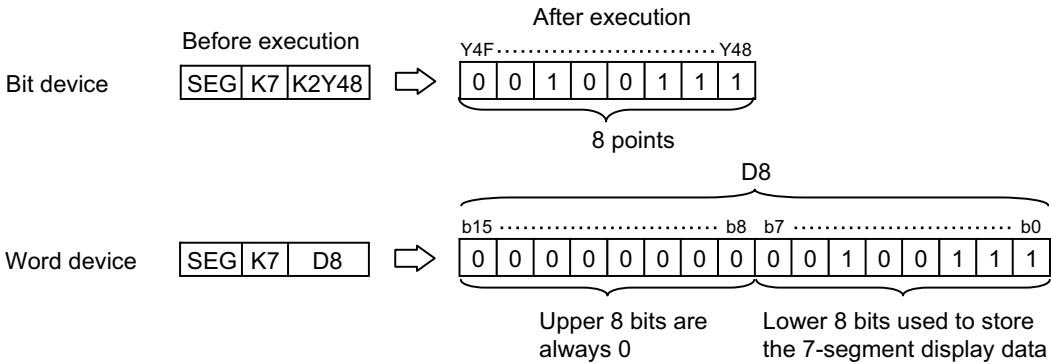 After execution
Before execution
Y4F Y48
Bit device SEG K7 K2Y48 0 0 1 0 0 1 1 1
8 points
D8
b15 b8 b7 b0
Word device SEG K7 D8 0 0 0 0 0 0 0 0 0 0 1 0 0 1 1 1
Upper 8 bits are Lower 8 bits used to store
always 0 the 7-segment display data